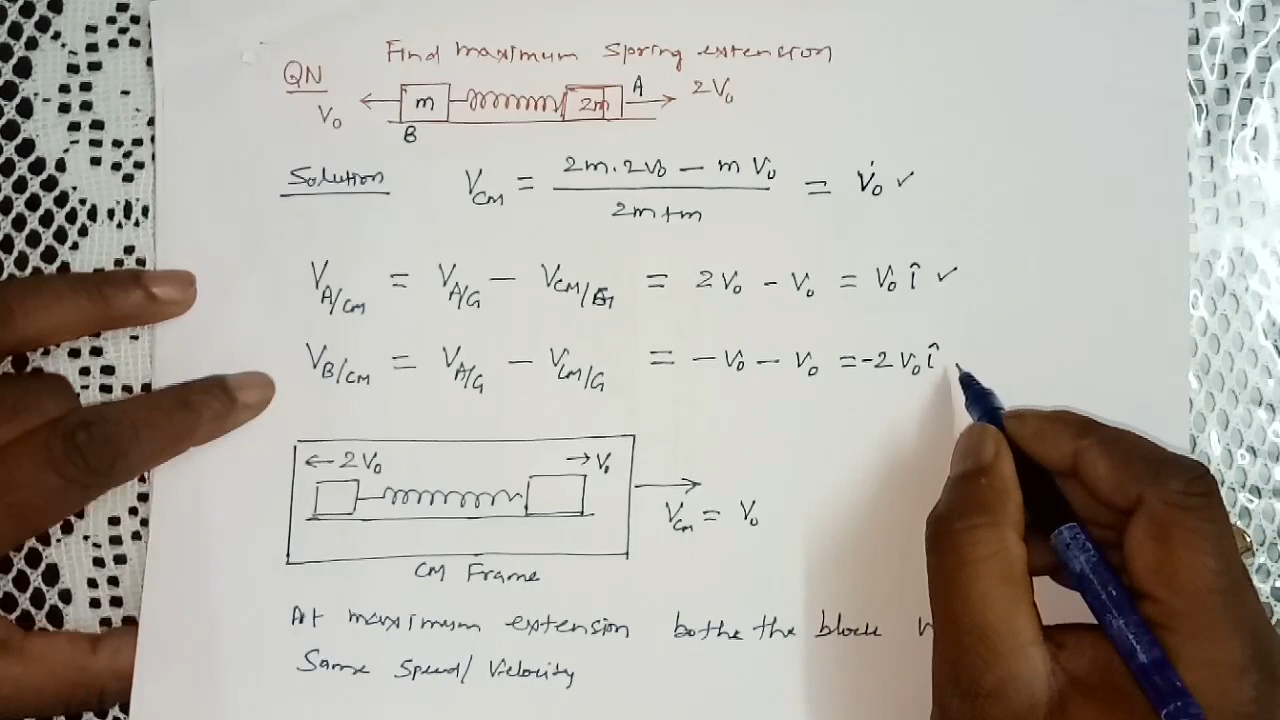 Find maximum spring extension
QN
V₀ ← m 2m A → 2V₀
B
Solution V_CM = (2m.2V₀ − mV₀) / (2m+m) = V₀ ✓
V_A/CM = V_A/G − V_CM/G = 2V₀ − V₀ = V₀ î ✓
V_B/CM = V_A/G − V_CM/G = −V₀ − V₀ = −2V₀ î
← 2V₀ → V₀
V_CM = V₀
CM Frame
At maximum extension bothe the block
Same Speed/ Velocity